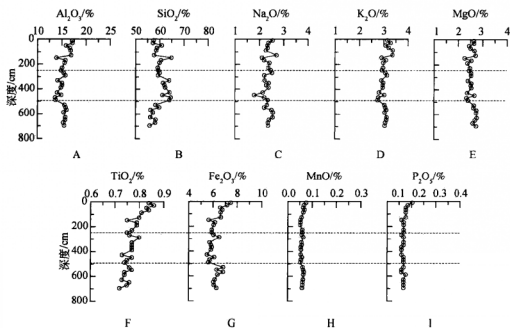 Al₂O₃/% SiO₂/% Na₂O/% K₂O/% MgO/%
10 15 20 25 50 60 70 80 1 2 3 4 1 2 3 4 1 2 3 4
0
200
400
600
800
深度/cm
A B C D E
TiO₂/% Fe₂O₃/% MnO/% P₂O₅/%
0.6 0.7 0.8 0.9 4 6 8 10 0.0 0.1 0.2 0.3 0.1 0.2 0.3 0.4
0
200
400
600
800
深度/cm
F G H I